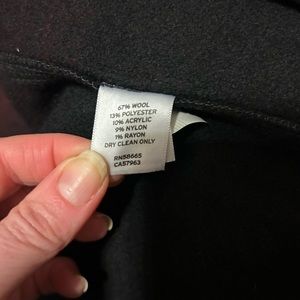 67% WOOL
13% POLYESTER
10% ACRYLIC
9% NYLON
1% RAYON
DRY CLEAN ONLY
RN58665
CA57963